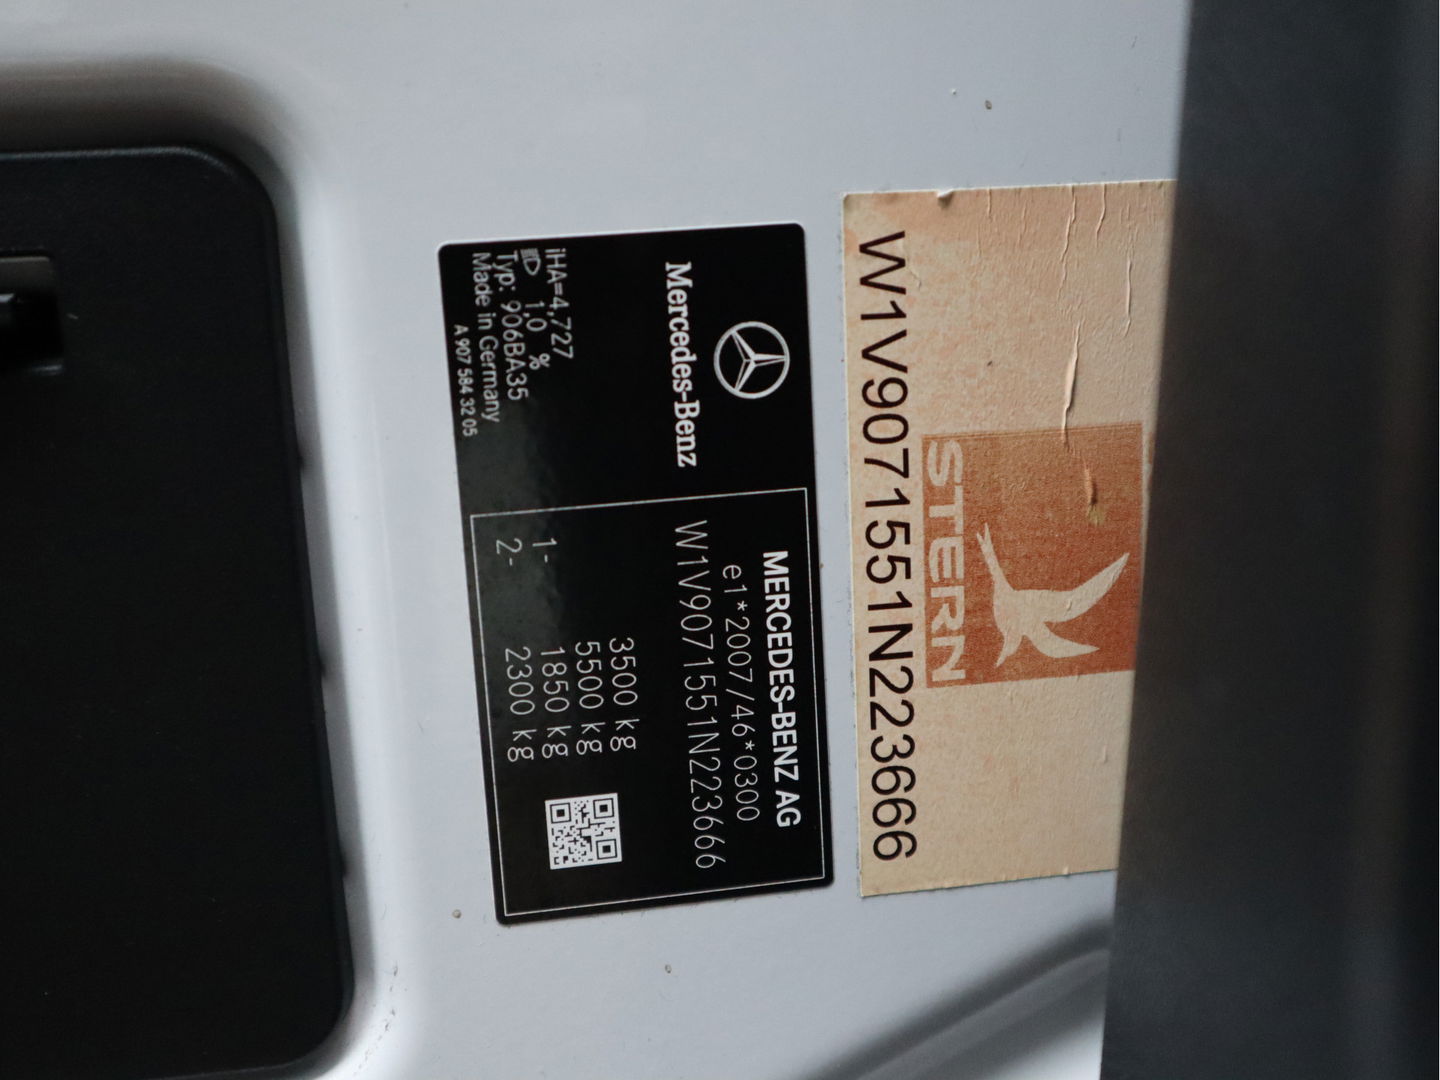 Mercedes-Benz
iHA=4,727
1,0 %
Typ: 906BA35
Made in Germany
A 907 584 32 05
MERCEDES-BENZ AG
e1*2007/46*0300
W1V9071551N223666
3500 kg
5500 kg
1- 1850 kg
2- 2300 kg
W1V9071551N223666
STERN